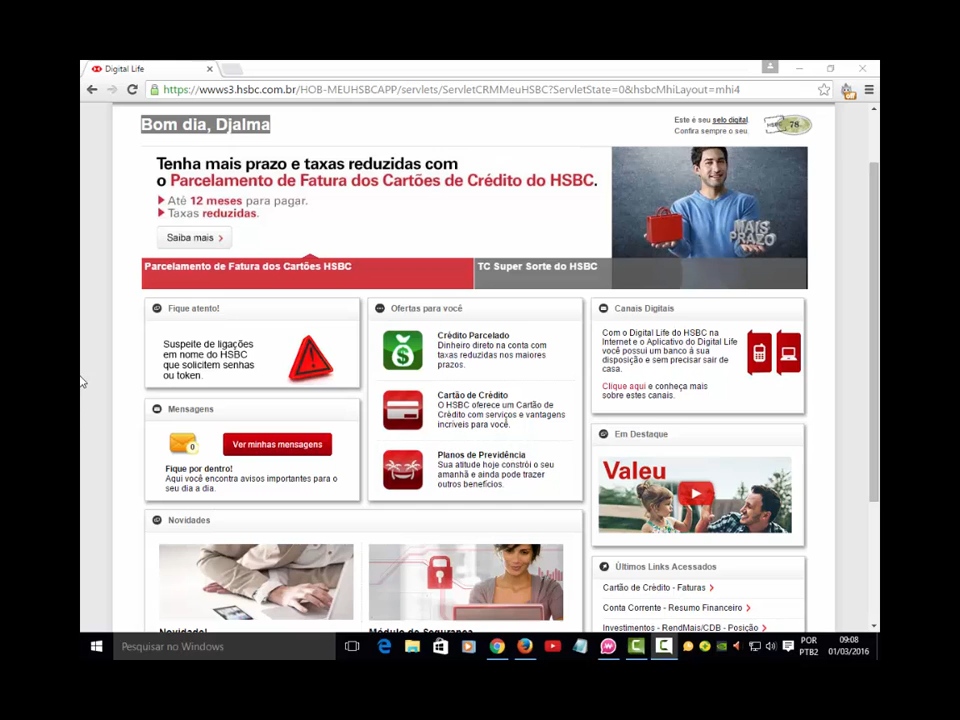 Digital Life
https://wwws3.hsbc.com.br/HOB-MEUHSBCAPP/servlets/ServletCRMMeuHSBC?ServletState=0&hsbcMhiLayout=mhi4
Bom dia, Djalma
Este é seu selo digital.
Confira sempre o seu.
HSBC 78
Tenha mais prazo e taxas reduzidas com
o Parcelamento de Fatura dos Cartões de Crédito do HSBC.
Até 12 meses para pagar.
Taxas reduzidas.
Saiba mais
MAIS
PRAZO
Parcelamento de Fatura dos Cartões HSBC
TC Super Sorte do HSBC
Fique atento!
Suspeite de ligações
em nome do HSBC
que solicitem senhas
ou token.
Mensagens
0
Ver minhas mensagens
Fique por dentro!
Aqui você encontra avisos importantes para o
seu dia a dia.
Ofertas para você
Crédito Parcelado
Dinheiro direto na conta com
taxas reduzidas nos maiores
prazos.
Cartão de Crédito
O HSBC oferece um Cartão de
Crédito com serviços e vantagens
incríveis para você.
Planos de Previdência
Sua atitude hoje constrói o seu
amanhã e ainda pode trazer
outros benefícios.
Canais Digitais
Com o Digital Life do HSBC na
Internet e o Aplicativo do Digital Life
você possui um banco à sua
disposição e sem precisar sair de
casa.
Clique aqui e conheça mais
sobre estes canais.
Em Destaque
Valeu
Novidades
Novidade!
Módulo de Segurança
Últimos Links Acessados
Cartão de Crédito - Faturas
Conta Corrente - Resumo Financeiro
Investimentos - RendMais/CDB - Posição
Pesquisar no Windows
POR
PTB2
09:08
01/03/2016